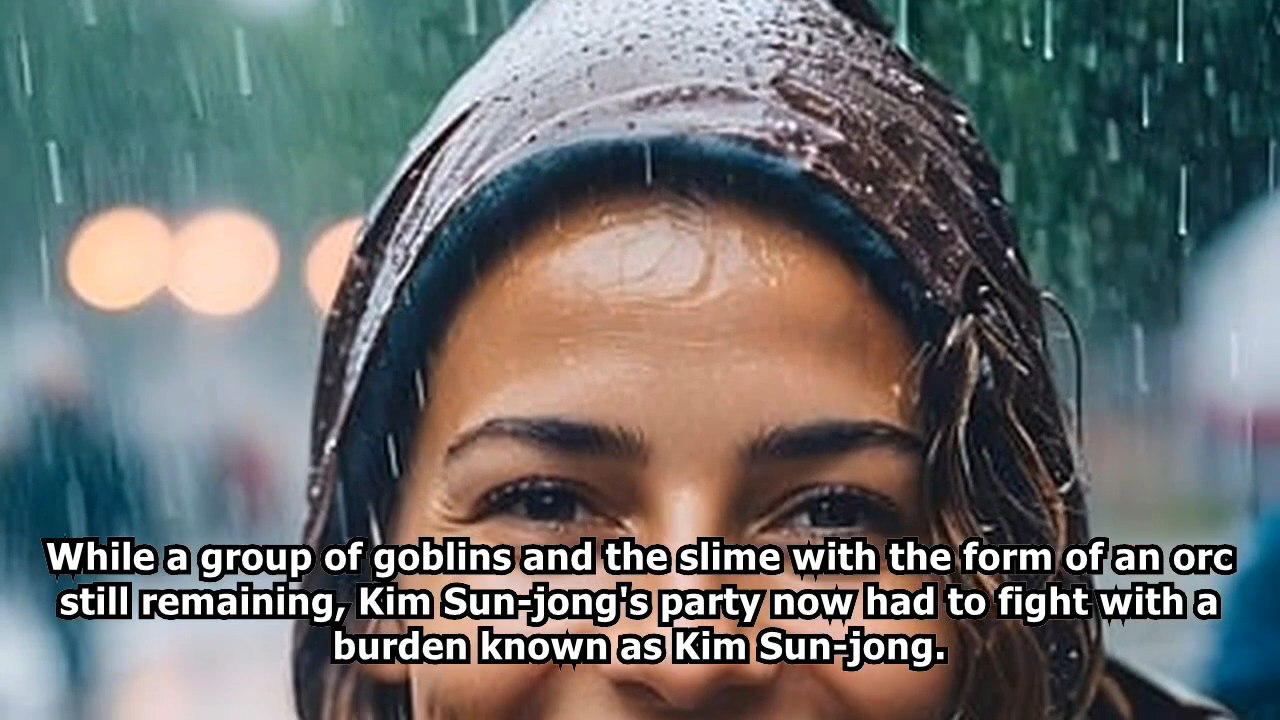 While a group of goblins and the slime with the form of an orc
still remaining, Kim Sun-jong's party now had to fight with a
burden known as Kim Sun-jong.